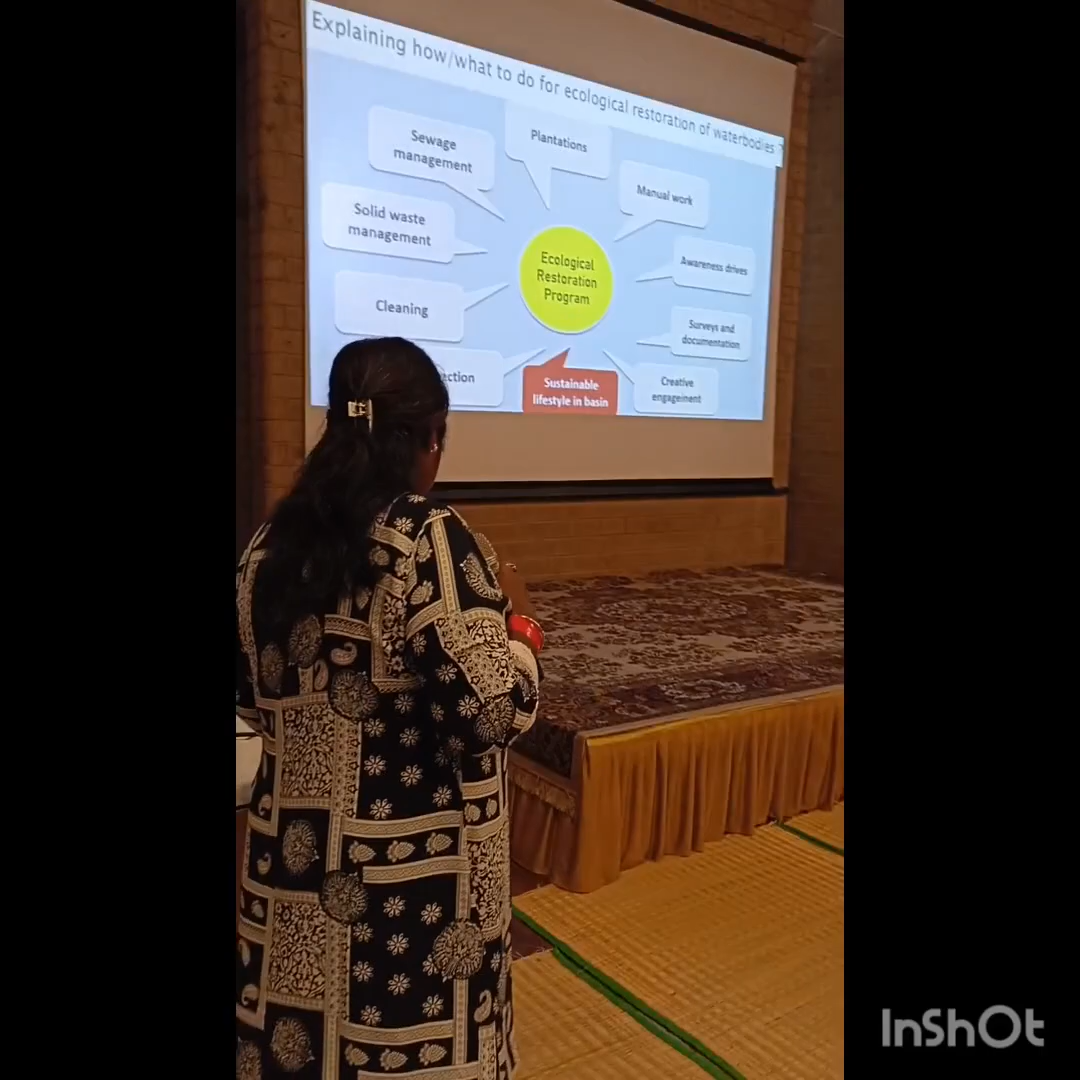 Explaining how/what to do for ecological restoration of waterbodies ?
Sewage
management
Plantations
Manual work
Solid waste
management
Awareness drives
Ecological
Restoration
Program
Cleaning
Surveys and
documentation
Sustainable
lifestyle in basin
Creative
engagement
InShOt